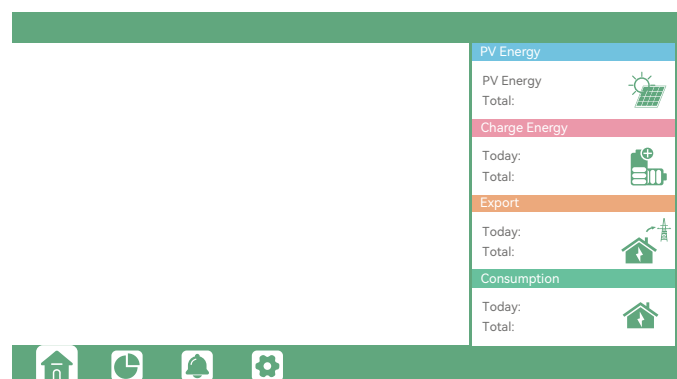 PV Energy
PV Energy
Total:
Charge Energy
Today:
Total:
Export
Today:
Total:
Consumption
Today:
Total: